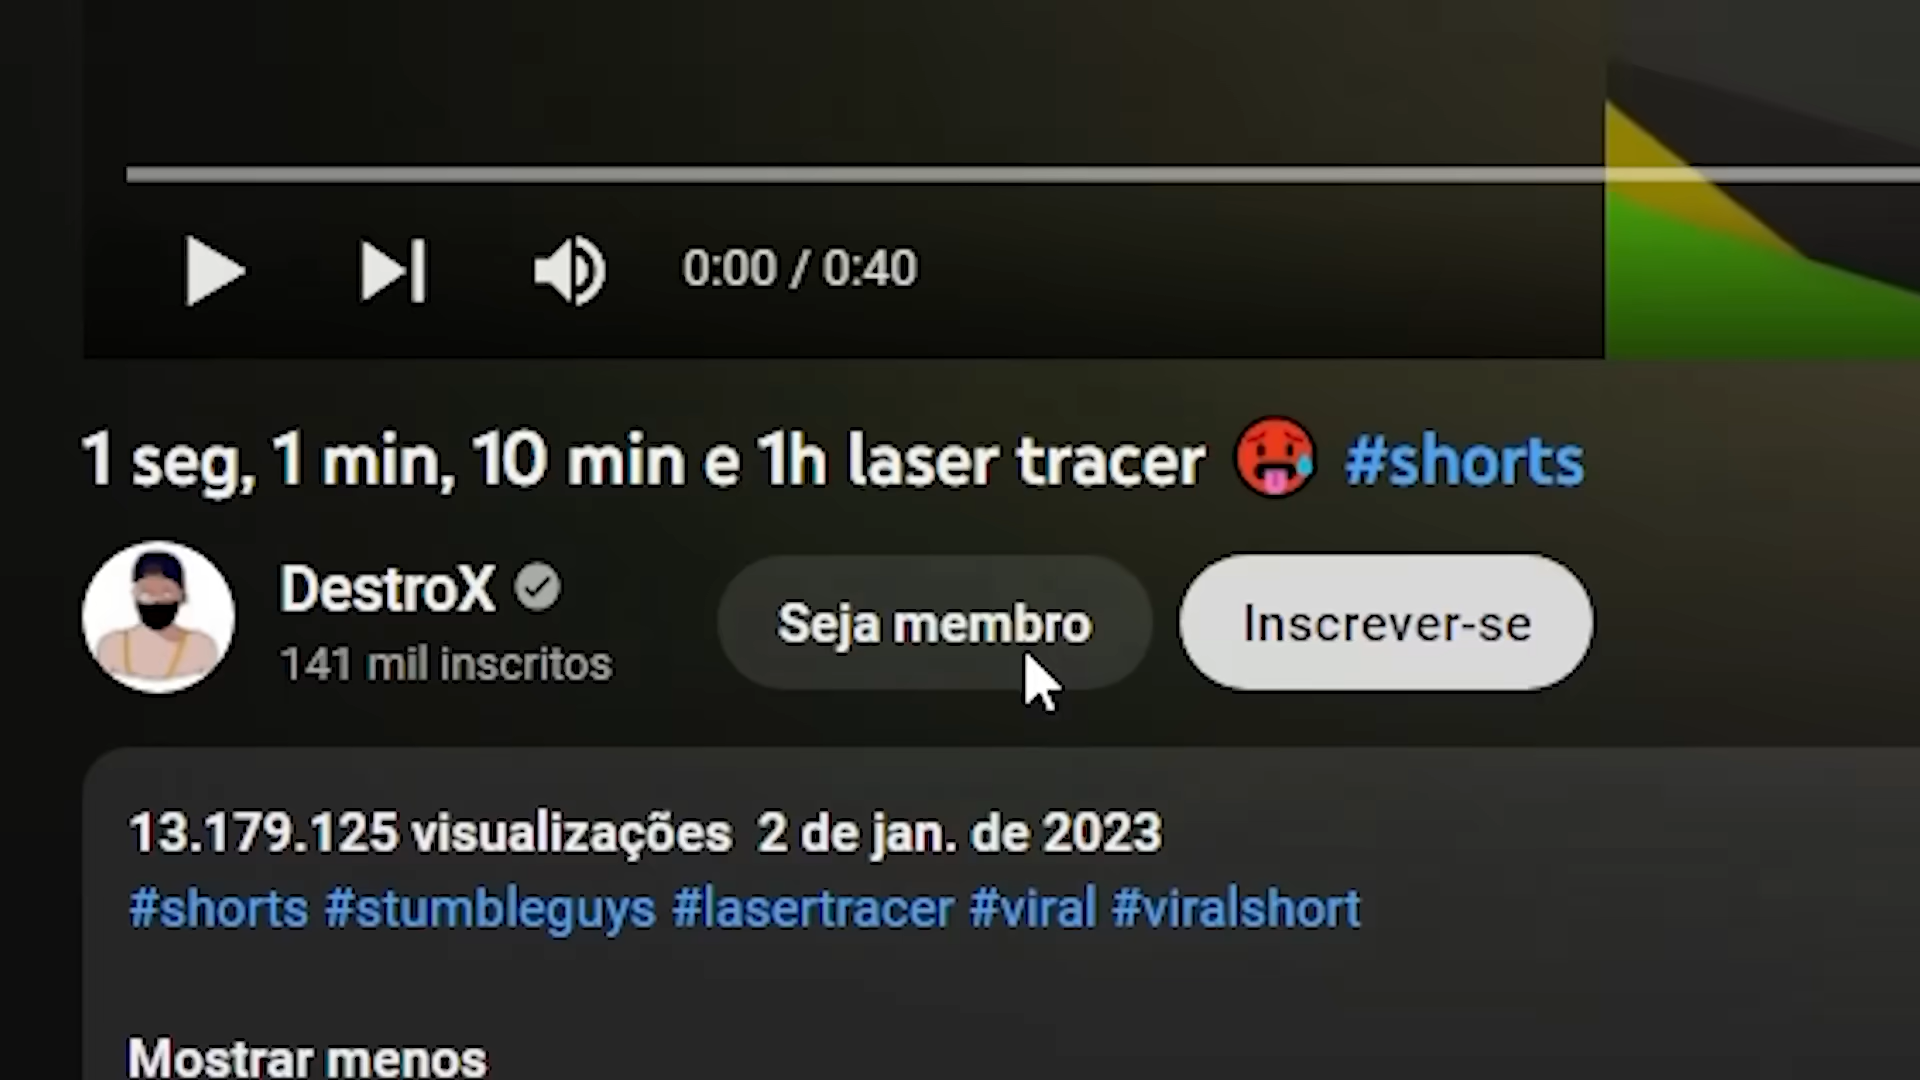 0:00 / 0:40
1 seg, 1 min, 10 min e 1h laser tracer 🥵 #shorts
DestroX
141 mil inscritos
Seja membro
Inscrever-se
13.179.125 visualizações 2 de jan. de 2023
#shorts #stumbleguys #lasertracer #viral #viralshort
Mostrar menos